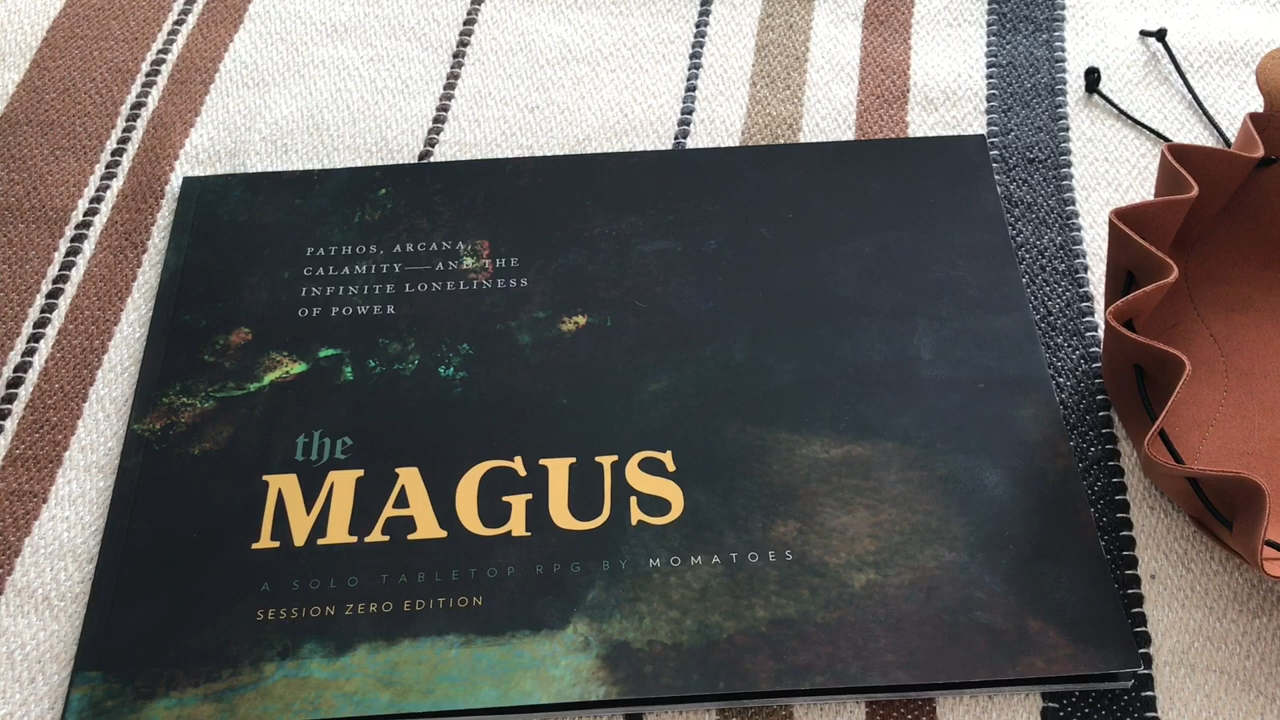 PATHOS, ARCANA,
CALAMITY——AND THE
INFINITE LONELINESS
OF POWER
the
MAGUS
A SOLO TABLETOP RPG BY MOMATOES
SESSION ZERO EDITION